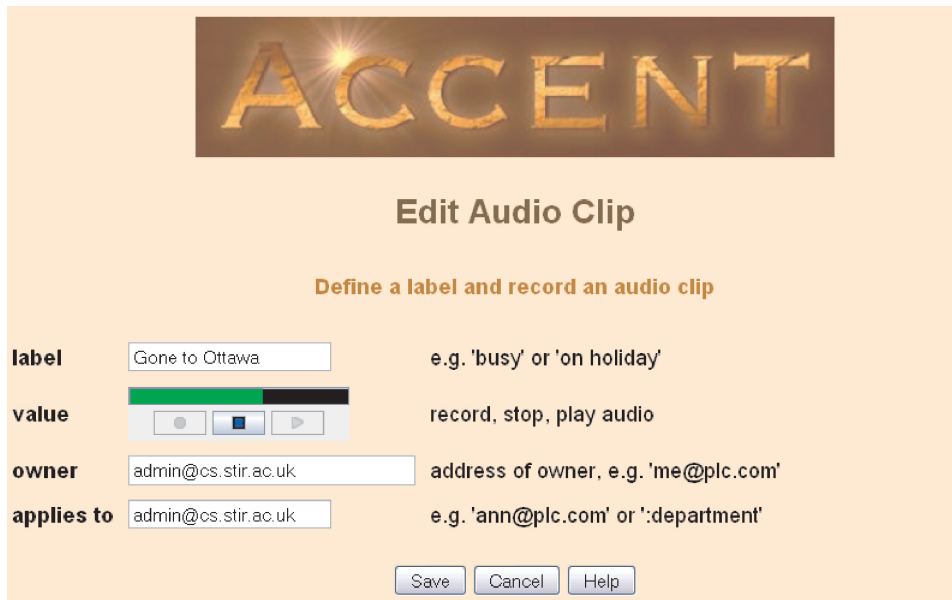 ACCENT
Edit Audio Clip
Define a label and record an audio clip
label Gone to Ottawa e.g. 'busy' or 'on holiday'
value record, stop, play audio
owner admin@cs.stir.ac.uk address of owner, e.g. 'me@plc.com'
applies to admin@cs.stir.ac.uk e.g. 'ann@plc.com' or ':department'
Save Cancel Help